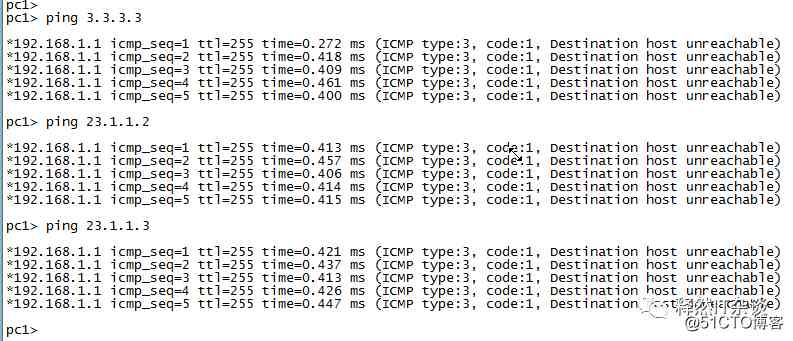 pc1>
pc1> ping 3.3.3.3
*192.168.1.1 icmp_seq=1 ttl=255 time=0.272 ms (ICMP type:3, code:1, Destination host unreachable)
*192.168.1.1 icmp_seq=2 ttl=255 time=0.418 ms (ICMP type:3, code:1, Destination host unreachable)
*192.168.1.1 icmp_seq=3 ttl=255 time=0.409 ms (ICMP type:3, code:1, Destination host unreachable)
*192.168.1.1 icmp_seq=4 ttl=255 time=0.461 ms (ICMP type:3, code:1, Destination host unreachable)
*192.168.1.1 icmp_seq=5 ttl=255 time=0.400 ms (ICMP type:3, code:1, Destination host unreachable)
pc1> ping 23.1.1.2
*192.168.1.1 icmp_seq=1 ttl=255 time=0.413 ms (ICMP type:3, code:1, Destination host unreachable)
*192.168.1.1 icmp_seq=2 ttl=255 time=0.457 ms (ICMP type:3, code:1, Destination host unreachable)
*192.168.1.1 icmp_seq=3 ttl=255 time=0.406 ms (ICMP type:3, code:1, Destination host unreachable)
*192.168.1.1 icmp_seq=4 ttl=255 time=0.414 ms (ICMP type:3, code:1, Destination host unreachable)
*192.168.1.1 icmp_seq=5 ttl=255 time=0.415 ms (ICMP type:3, code:1, Destination host unreachable)
pc1> ping 23.1.1.3
*192.168.1.1 icmp_seq=1 ttl=255 time=0.421 ms (ICMP type:3, code:1, Destination host unreachable)
*192.168.1.1 icmp_seq=2 ttl=255 time=0.437 ms (ICMP type:3, code:1, Destination host unreachable)
*192.168.1.1 icmp_seq=3 ttl=255 time=0.413 ms (ICMP type:3, code:1, Destination host unreachable)
*192.168.1.1 icmp_seq=4 ttl=255 time=0.426 ms (ICMP type:3, code:1, Destination host unreachable)
*192.168.1.1 icmp_seq=5 ttl=255 time=0.447 ms (ICMP type:3, code:1, Destination host unreachable)
释然IT杂谈
pc1>
@51CTO博客